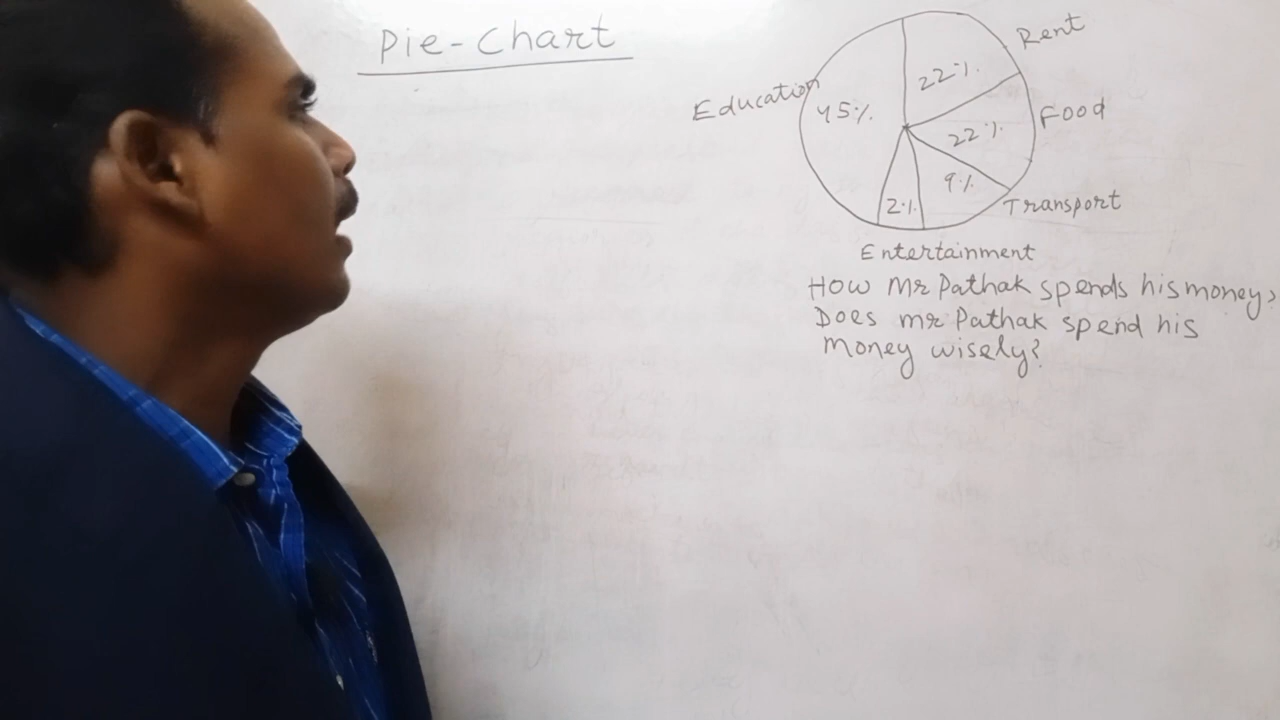 Pie-Chart
Rent
22%
Education
45%
Food
22%
9%
Transport
2%
Entertainment
How Mr Pathak spends his money,
Does mr Pathak spend his
money wisely?